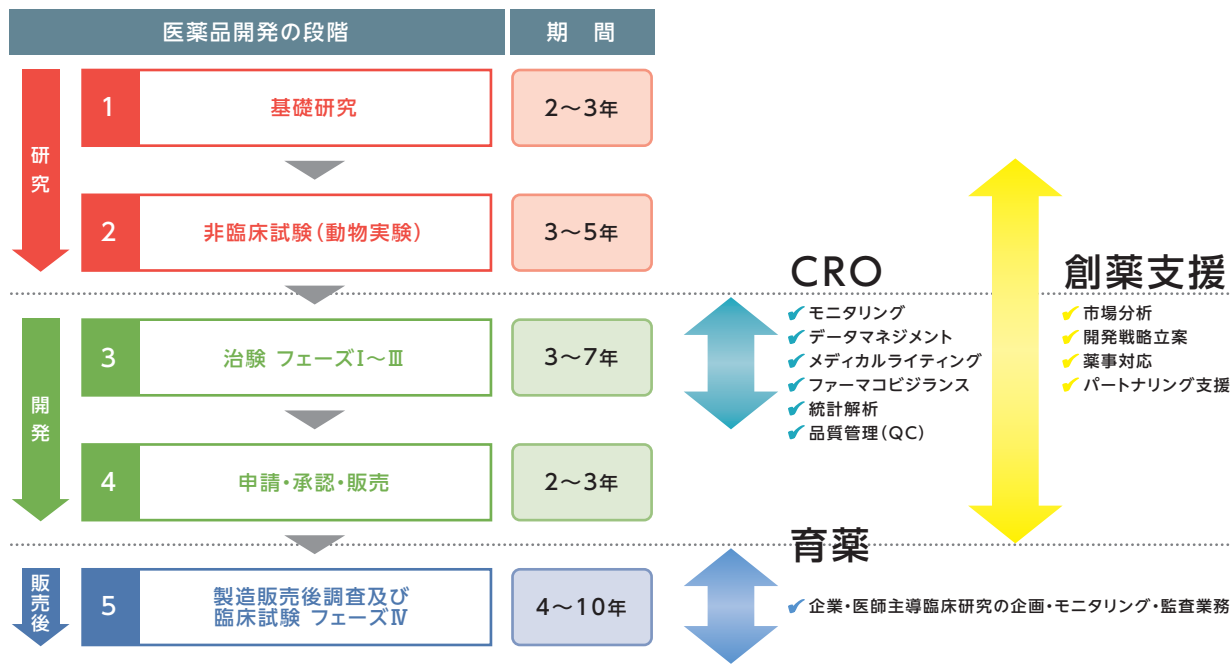 医薬品開発の段階
期 間
研究
1
基礎研究
2〜3年
2
非臨床試験(動物実験)
3〜5年
開発
3
治験 フェーズⅠ〜Ⅲ
3〜7年
4
申請・承認・販売
2〜3年
販売後
5
製造販売後調査及び
臨床試験 フェーズⅣ
4〜10年
CRO
✔モニタリング
✔データマネジメント
✔メディカルライティング
✔ファーマコビジランス
✔統計解析
✔品質管理(QC)
創薬支援
✔市場分析
✔開発戦略立案
✔薬事対応
✔パートナリング支援
育薬
✔企業・医師主導臨床研究の企画・モニタリング・監査業務